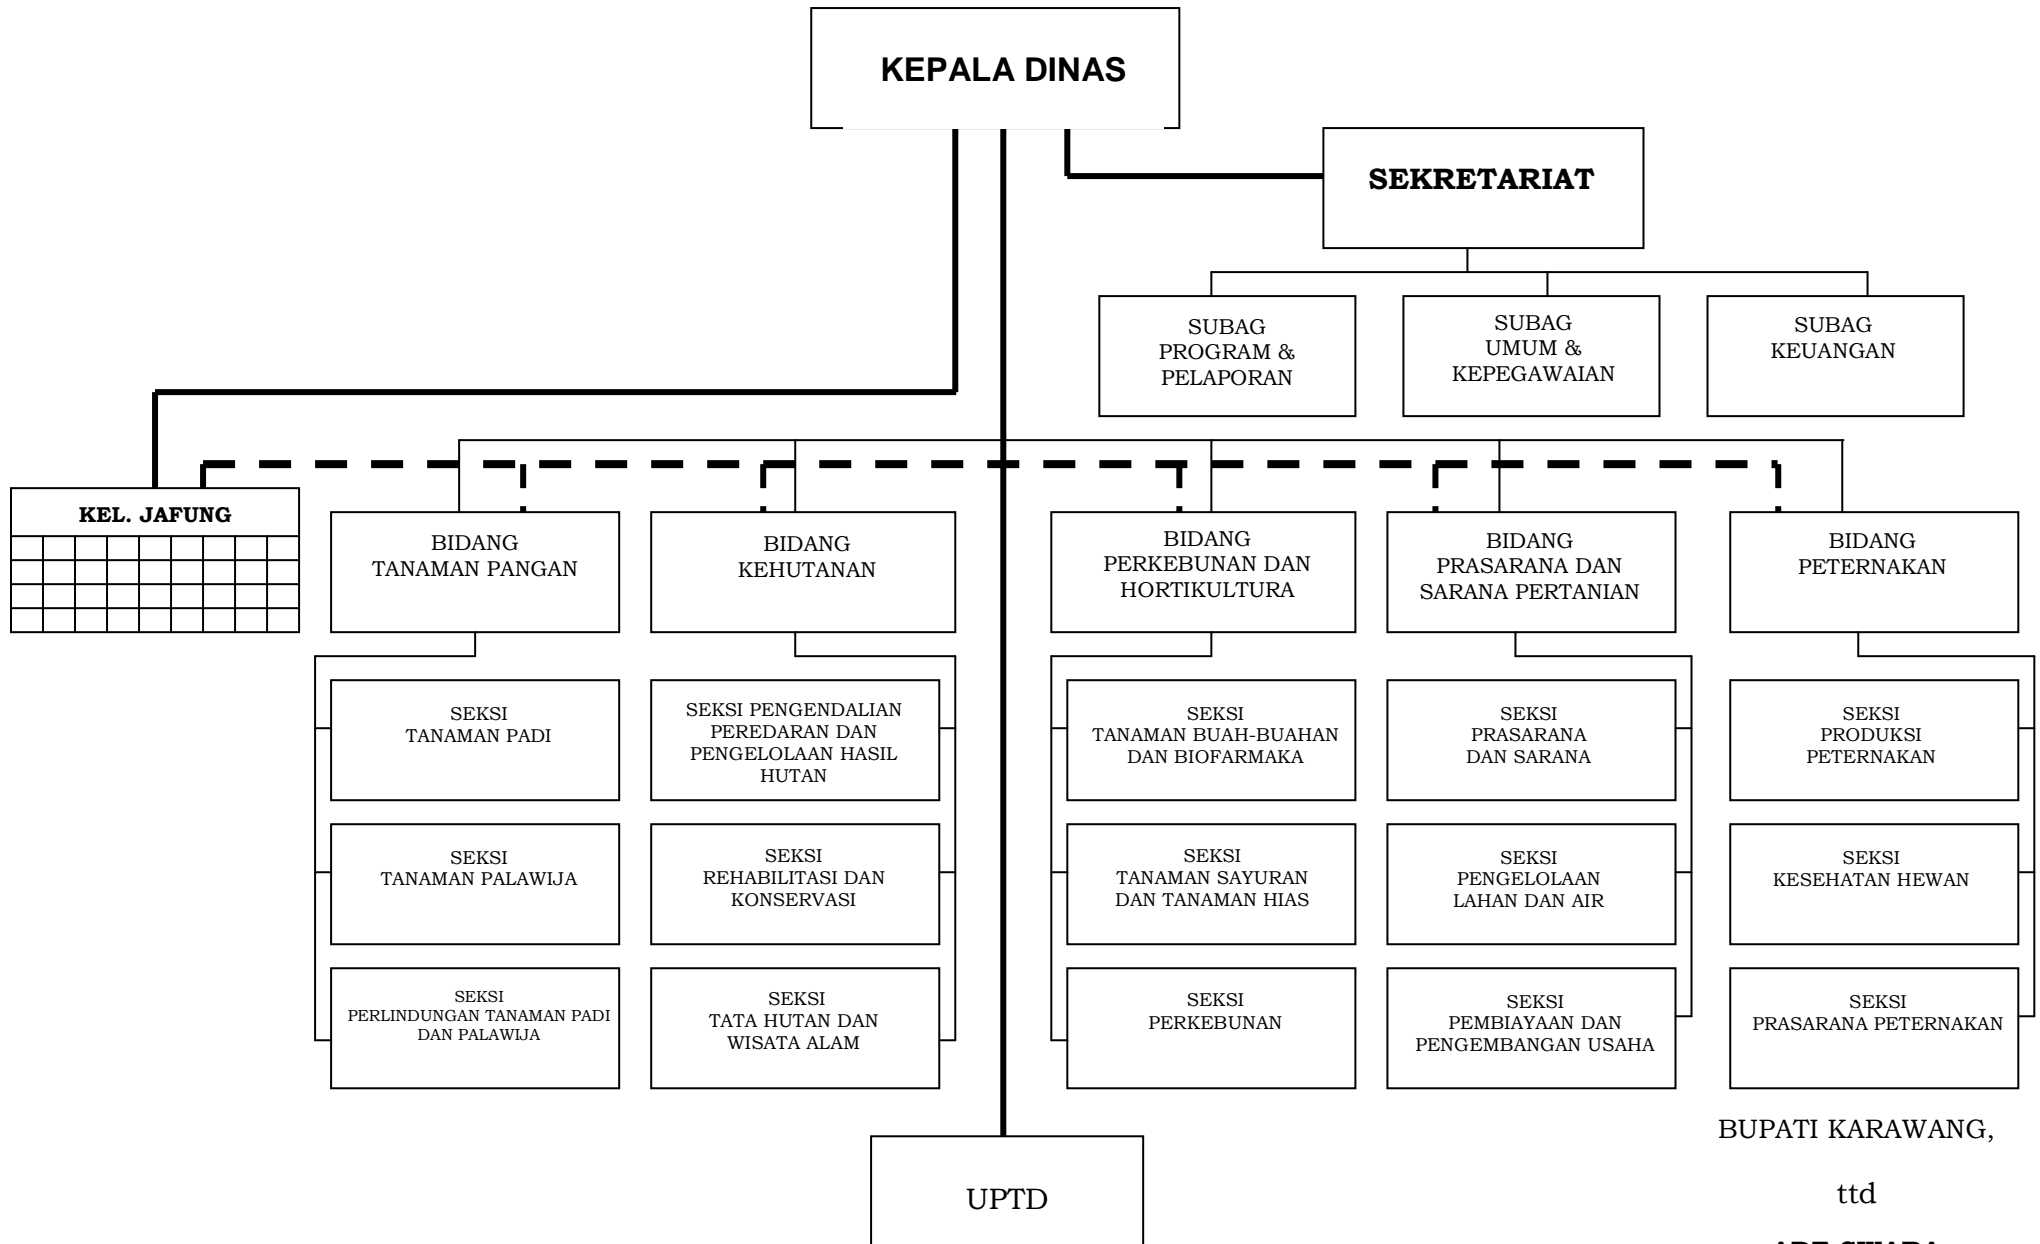 KEPALA DINAS
SEKRETARIAT
SUBAG
PROGRAM &
PELAPORAN
SUBAG
UMUM &
KEPEGAWAIAN
SUBAG
KEUANGAN
KEL. JAFUNG
BIDANG
TANAMAN PANGAN
BIDANG
KEHUTANAN
BIDANG
PERKEBUNAN DAN
HORTIKULTURA
BIDANG
PRASARANA DAN
SARANA PERTANIAN
BIDANG
PETERNAKAN
SEKSI
TANAMAN PADI
SEKSI PENGENDALIAN
PEREDARAN DAN
PENGELOLAAN HASIL
HUTAN
SEKSI
TANAMAN BUAH-BUAHAN
DAN BIOFARMAKA
SEKSI
PRASARANA
DAN SARANA
SEKSI
PRODUKSI
PETERNAKAN
SEKSI
TANAMAN PALAWIJA
SEKSI
REHABILITASI DAN
KONSERVASI
SEKSI
TANAMAN SAYURAN
DAN TANAMAN HIAS
SEKSI
PENGELOLAAN
LAHAN DAN AIR
SEKSI
KESEHATAN HEWAN
SEKSI
PERLINDUNGAN TANAMAN PADI
DAN PALAWIJA
SEKSI
TATA HUTAN DAN
WISATA ALAM
SEKSI
PERKEBUNAN
SEKSI
PEMBIAYAAN DAN
PENGEMBANGAN USAHA
SEKSI
PRASARANA PETERNAKAN
UPTD
BUPATI KARAWANG,
ttd